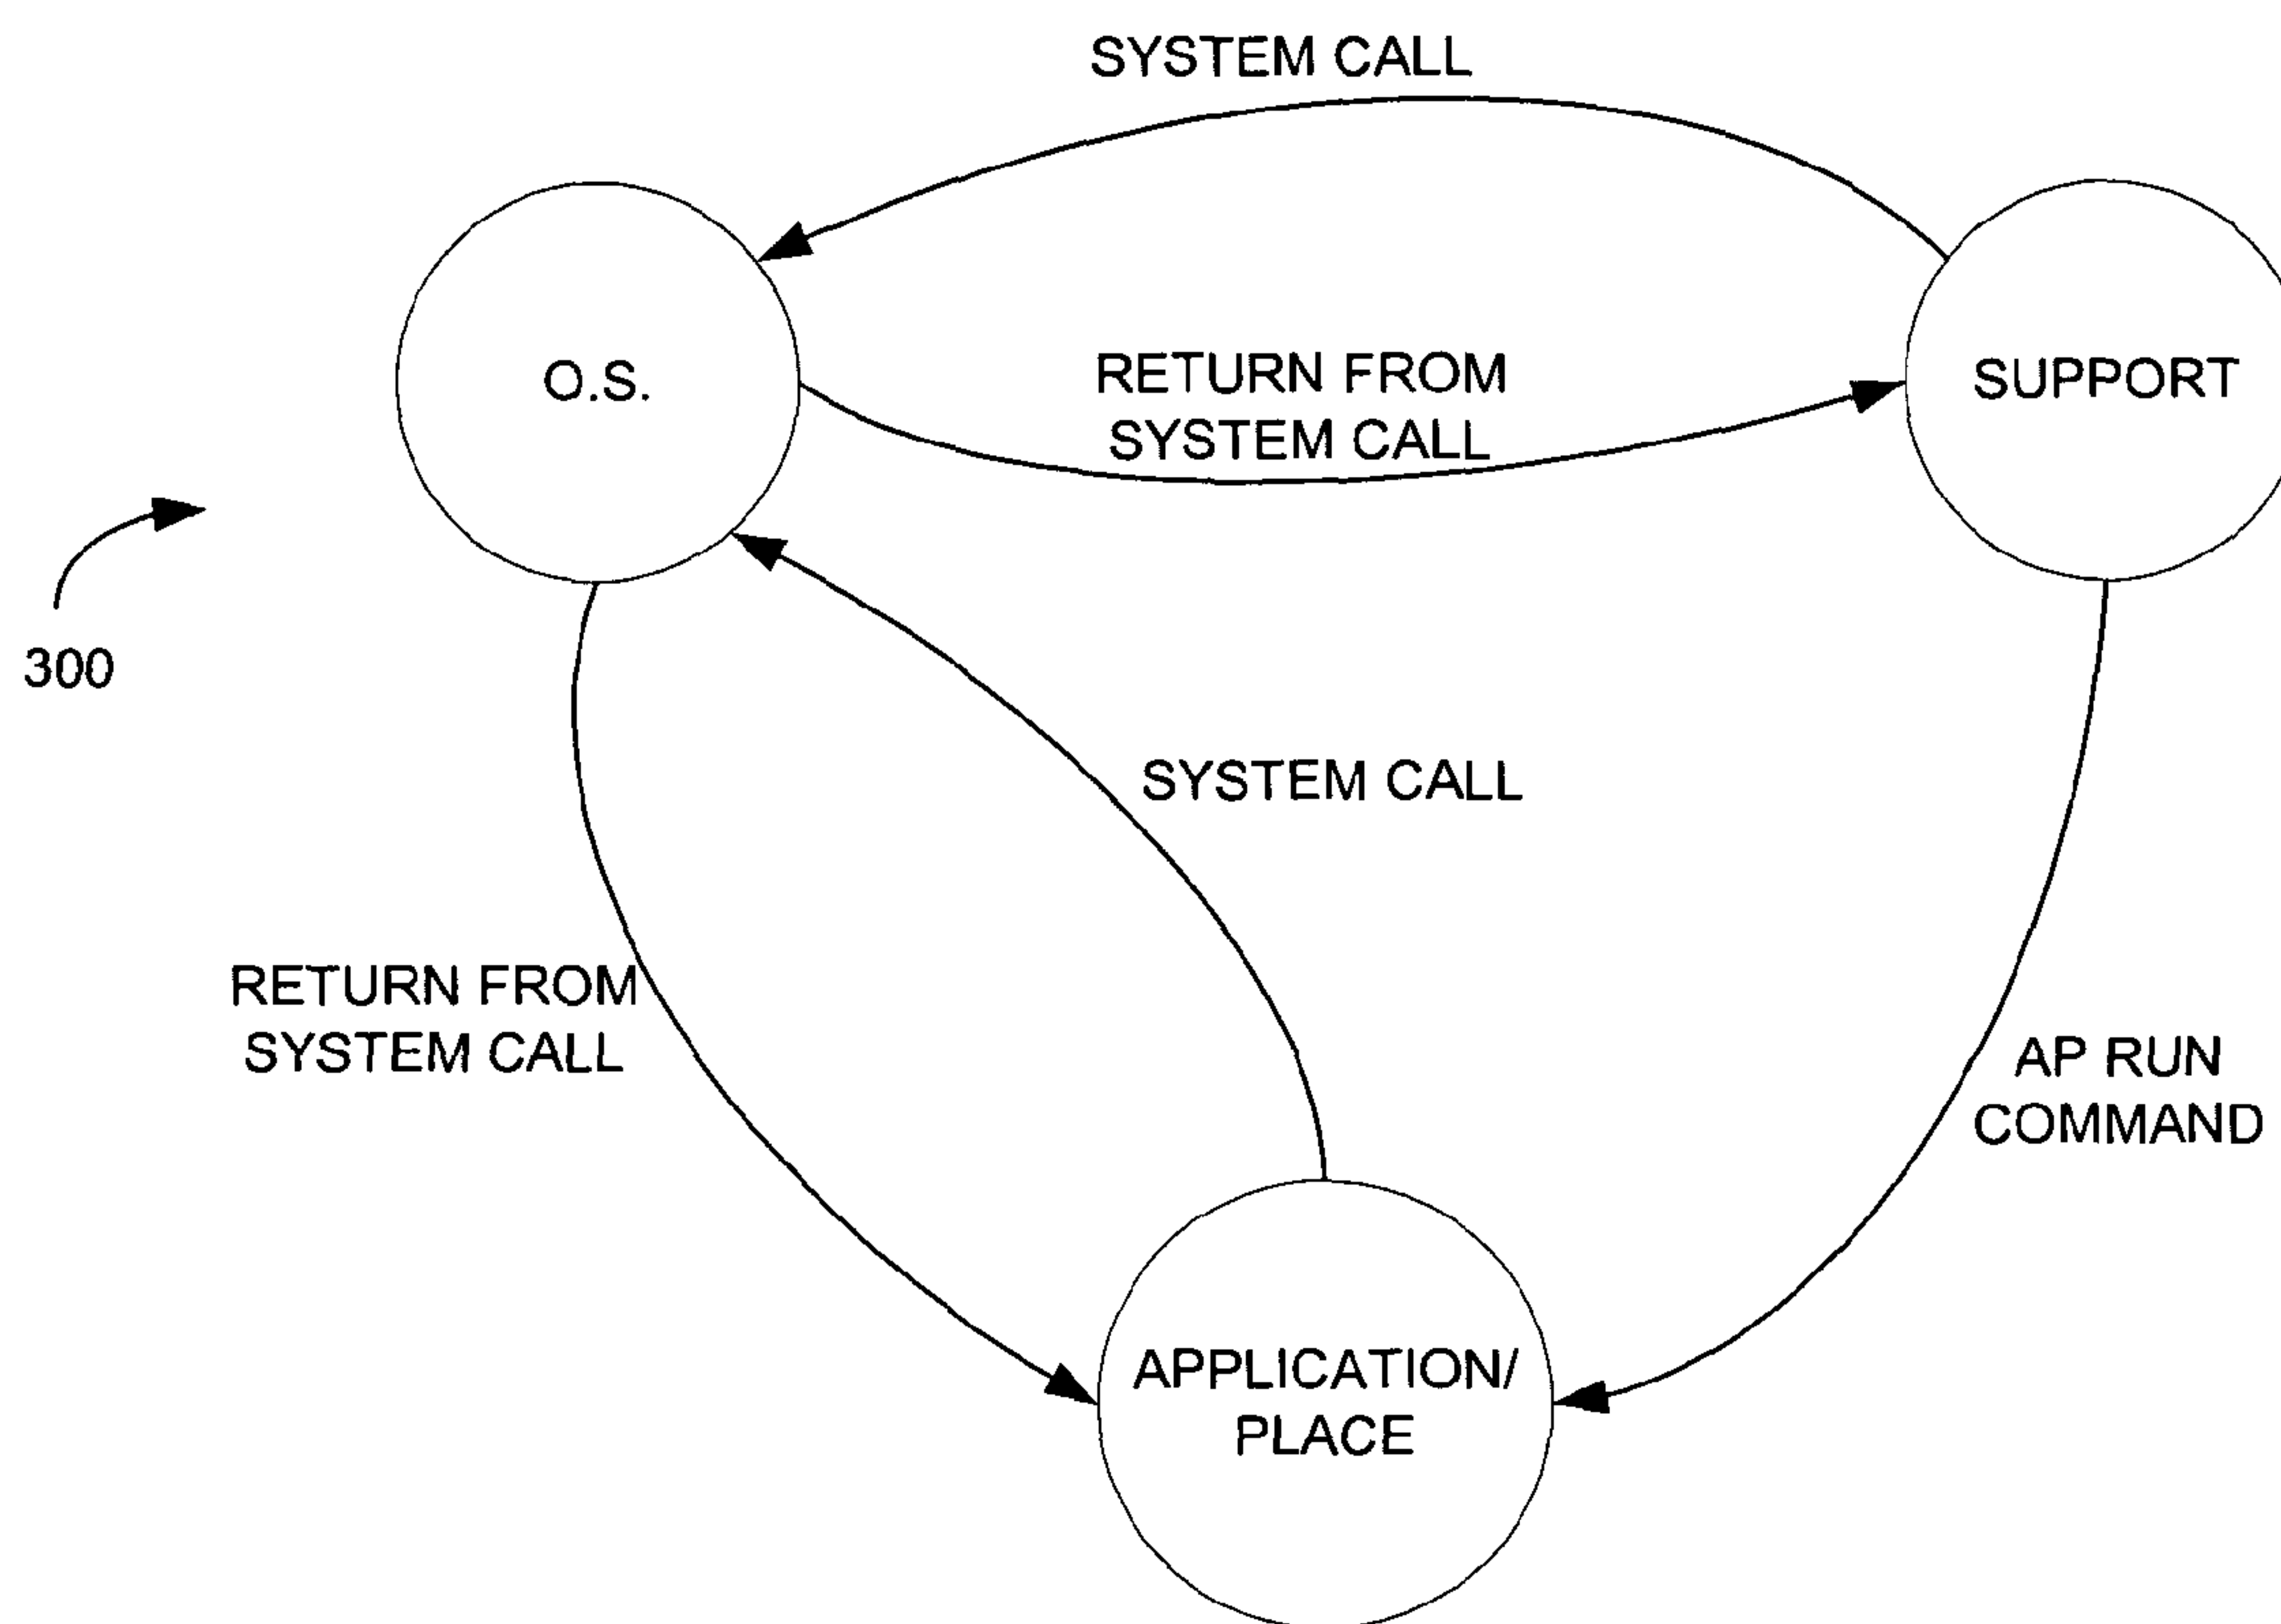 SYSTEM CALL
O.S.
RETURN FROM
SYSTEM CALL
SUPPORT
300
SYSTEM CALL
RETURN FROM
SYSTEM CALL
AP RUN
COMMAND
APPLICATION/
PLACE